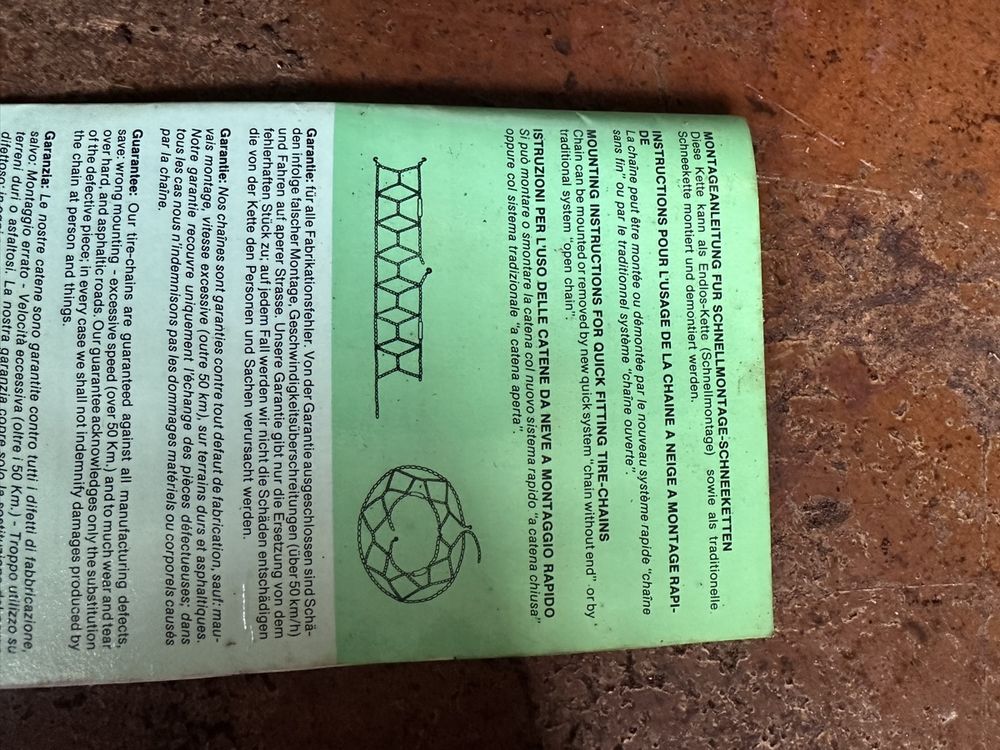 MONTAGEANLEITUNG FUR SCHNELLMONTAGE-SCHNEEKETTEN
Diese Kette kann als Endlos-Kette (Schnellmontage) sowie als traditionelle
Schneekette montiert und demontiert werden.
INSTRUCTIONS POUR L'USAGE DE LA CHAINE A NEIGE A MONTAGE RAPI-
DE
La chaîne peut être montée ou démontée par le nouveau système rapide "chaîne
sans fin" ou par le traditionnel système "chaîne ouverte".
MOUNTING INSTRUCTIONS FOR QUICK FITTING TIRE-CHAINS
Chain can be mounted or removed by new quick system "chain without end" or by
traditional system "open chain".
ISTRUZIONI PER L'USO DELLE CATENE DA NEVE A MONTAGGIO RAPIDO
Si può montare o smontare la catena col nuovo sistema rapido "a catena chiusa"
oppure col sistema tradizionale "a catena aperta".
Garantie: für alle Fabrikationsfehler. Von der Garantie ausgeschlossen sind Schä-
den infolge falscher Montage, Geschwindigkeitsüberschreitungen (über 50 km/h)
und Fahren auf aperer Strasse. Unsere Garantie gibt nur die Ersetzung von dem
fehlerhaften Stück zu; auf jedem Fall werden wir nicht die Schäden entschädigen
die von der Kette den Personen und Sachen verursacht werden.
Garantie: Nos chaînes sont garanties contre tout défaut de fabrication, sauf: mau-
vais montage, vitesse excessive (outre 50 km), sur terrains durs et asphaltiques.
Notre garantie recouvre uniquement l'échange des pièces défectueuses; dans
tous les cas nous n'indemnisons pas les dommages matériels ou corporels causés
par la chaîne.
Guarantee: Our tire-chains are guaranteed against all manufacturing defects,
save: wrong mounting - excessive speed (over 50 Km.) and to much wear and tear
over hard, and asphaltic roads. Our guarantee acknowledges only the substitution
of the defective piece; in every case we shall not indemnify damages produced by
the chain at person and things.
Garanzia: Le nostre catene sono garantite contro tutti i difetti di fabbricazione,
salvo: Montaggio errato - Velocità eccessiva (oltre i 50 Km.) - Troppo utilizzo su
terreni duri o asfaltosi. La nostra garanzia copre solo la
difettoso; in